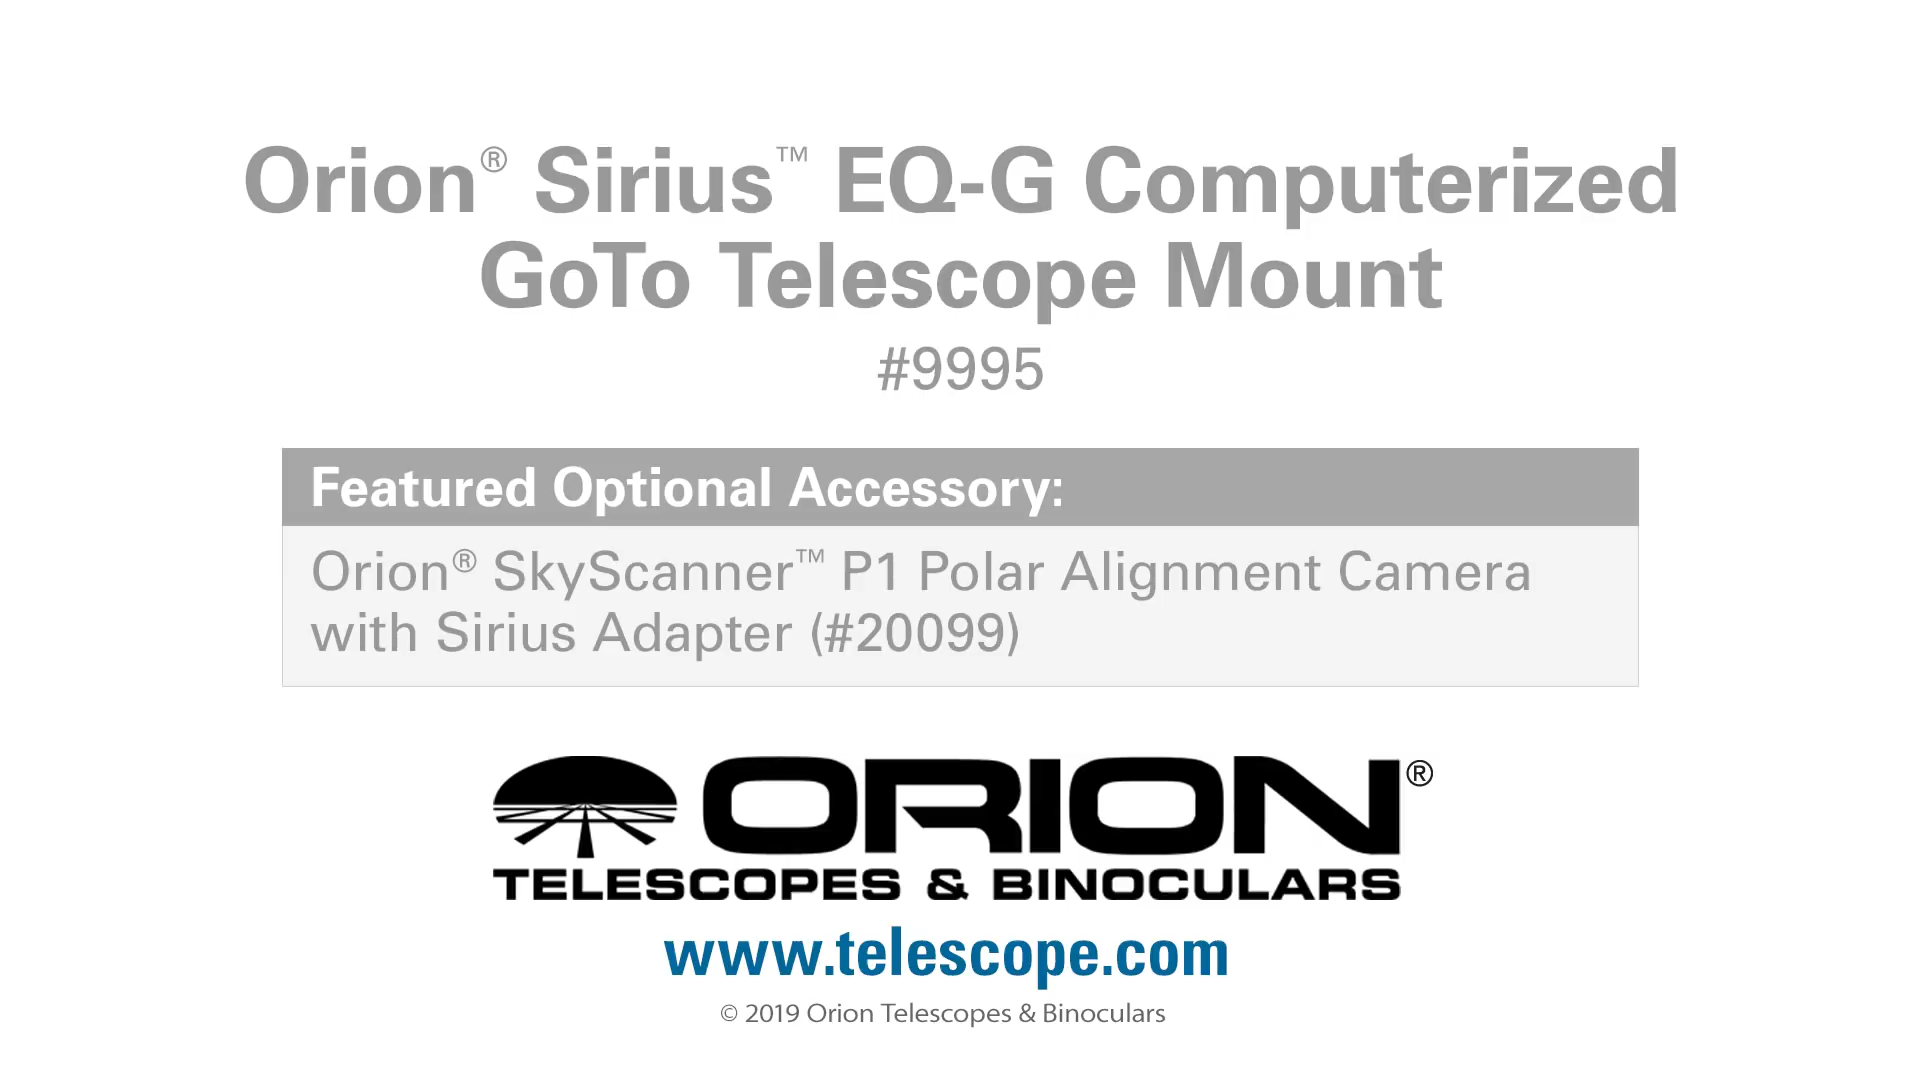 Orion® Sirius™ EQ-G Computerized
GoTo Telescope Mount
#9995
Featured Optional Accessory:
Orion® SkyScanner™ P1 Polar Alignment Camera
with Sirius Adapter (#20099)
ORION®
TELESCOPES & BINOCULARS
www.telescope.com
© 2019 Orion Telescopes & Binoculars